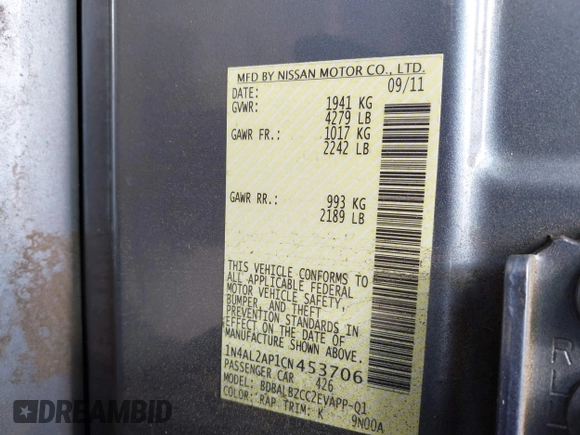 MFD BY NISSAN MOTOR CO., LTD.
DATE: 09/11
GVWR: 1941 KG
4279 LB
GAWR FR.: 1017 KG
2242 LB
GAWR RR.: 993 KG
2189 LB
THIS VEHICLE CONFORMS TO
ALL APPLICABLE FEDERAL
MOTOR VEHICLE SAFETY,
BUMPER, AND THEFT
PREVENTION STANDARDS IN
EFFECT ON THE DATE OF
MANUFACTURE SHOWN ABOVE.
1N4AL2AP1CN453706
PASSENGER CAR 426
MODEL: BDBALBZCC2EVAPP-Q1
COLOR: RAP TRIM: K 9N00A
DREAMBID